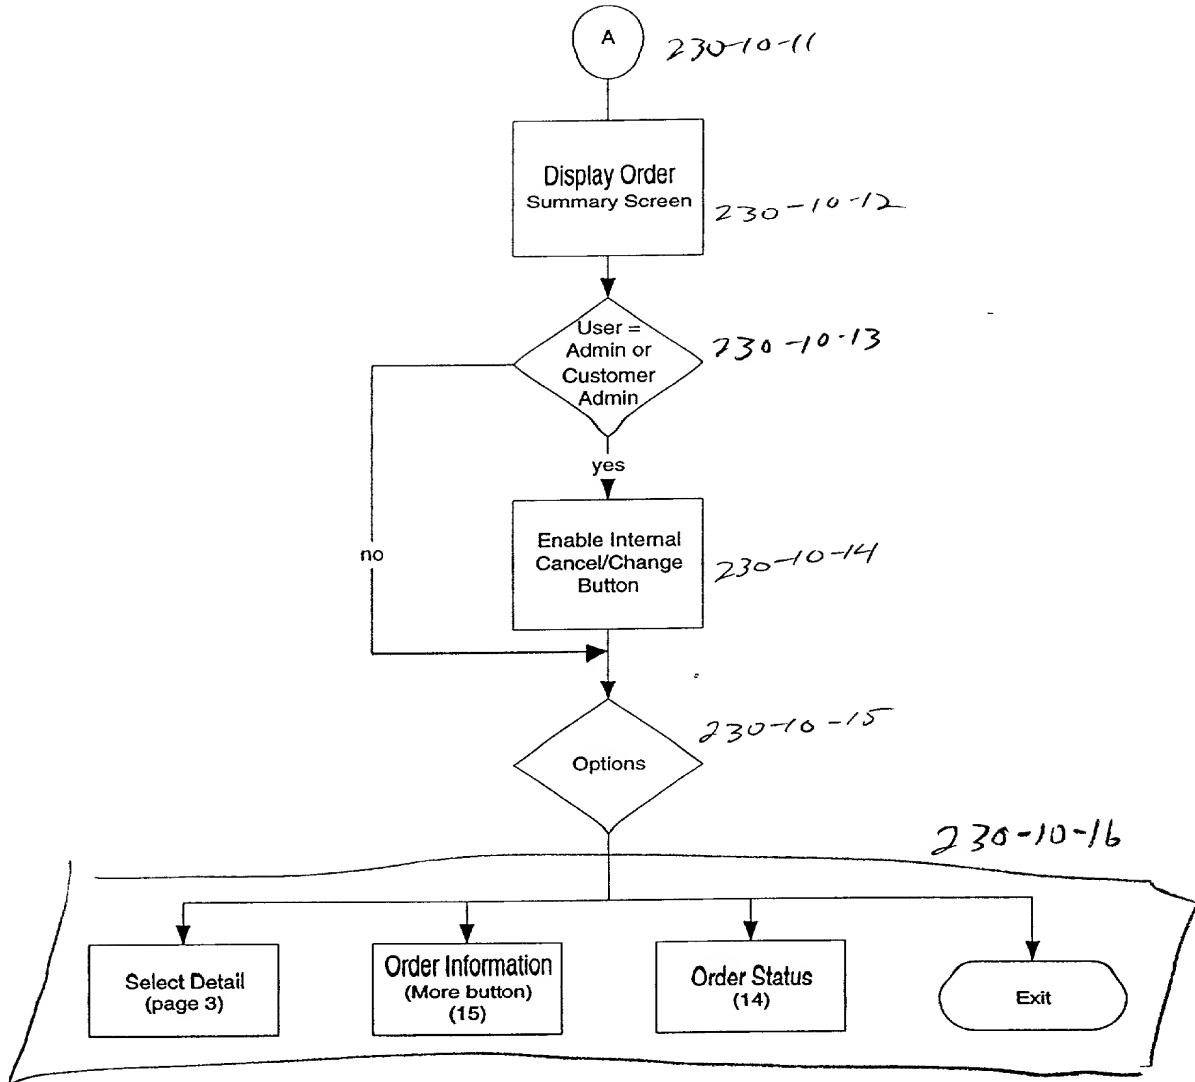 A
230-10-11
Display Order
Summary Screen
230-10-12
User =
Admin or
Customer
Admin
230-10-13
yes
no
Enable Internal
Cancel/Change
Button
230-10-14
Options
230-10-15
230-10-16
Select Detail
(page 3)
Order Information
(More button)
(15)
Order Status
(14)
Exit